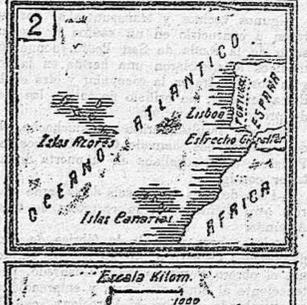 2
OCEANO ATLANTICO
Lisboa
PORTUGAL
ESPAÑA
Estrecho Gibraltar
Islas Azores
Islas Canarias
AFRICA
Escala Kilom.
1000